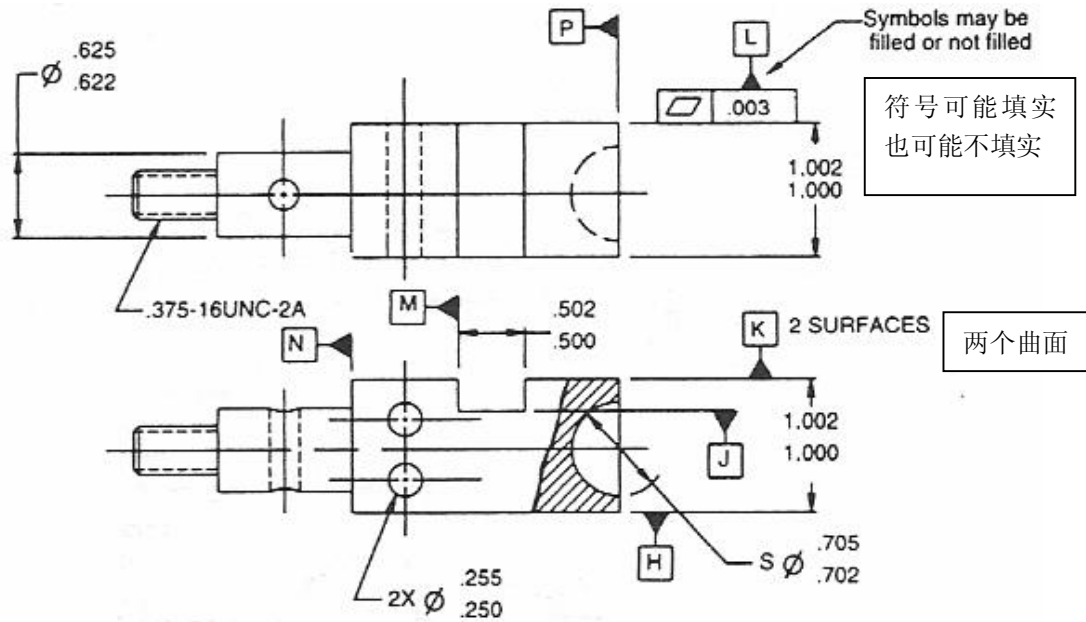 P
L
Symbols may be
filled or not filled
.625
Ø .622
.003
符号可能填实
也可能不填实
1.002
1.000
.375-16UNC-2A
M
.502
.500
N
K 2 SURFACES
两个曲面
1.002
1.000
J
H
S Ø .705
.702
2X Ø .255
.250